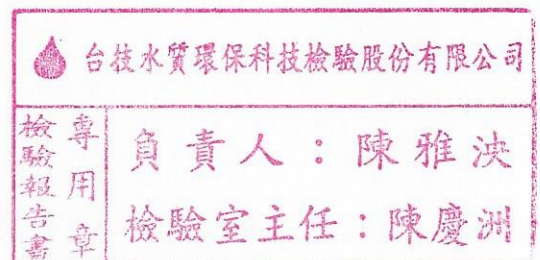 台技水質環保科技檢驗股份有限公司
檢驗報告書
專用章
負責人：陳雅泱
檢驗室主任：陳慶洲